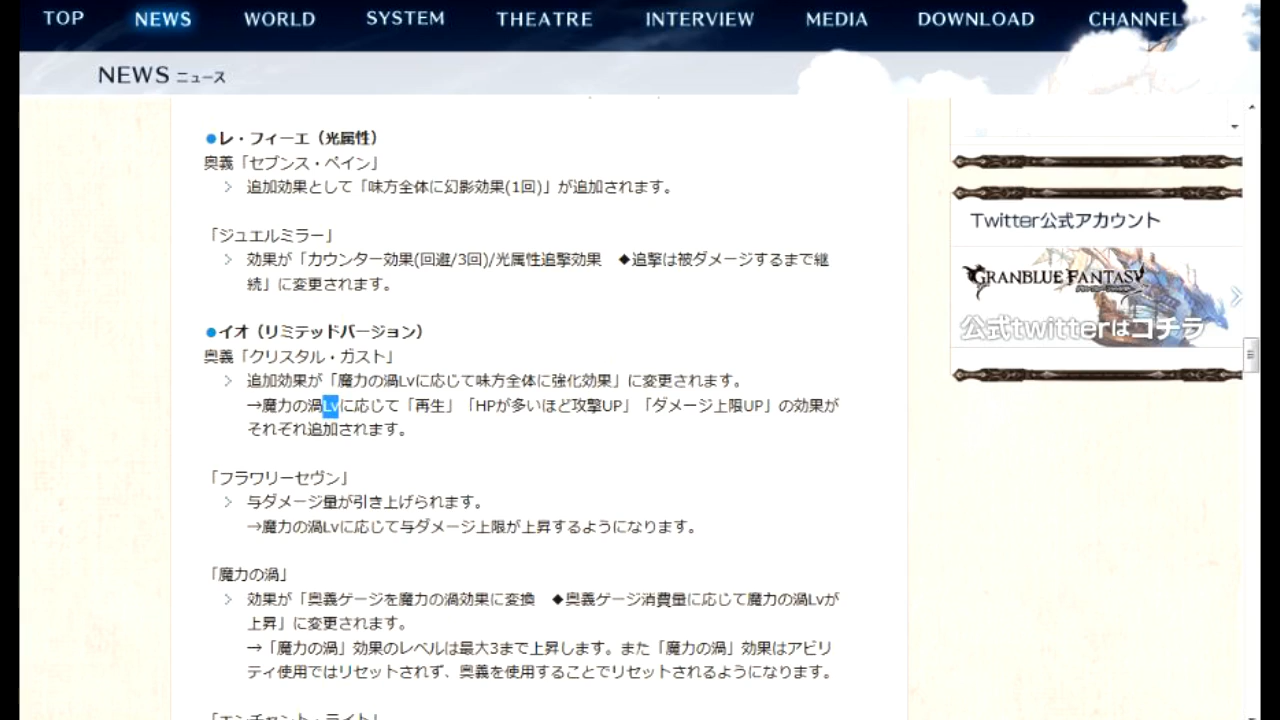 TOP NEWS WORLD SYSTEM THEATRE INTERVIEW MEDIA DOWNLOAD CHANNEL
NEWS ニュース
●レ・フィーエ（光属性）
奥義「セブンス・ペイン」
＞ 追加効果として「味方全体に幻影効果(1回)」が追加されます。
「ジュエルミラー」
＞ 効果が「カウンター効果(回避/3回)/光属性追撃効果　◆追撃は被ダメージするまで継
続」に変更されます。
●イオ（リミテッドバージョン）
奥義「クリスタル・ガスト」
＞ 追加効果が「魔力の渦Lvに応じて味方全体に強化効果」に変更されます。
→魔力の渦Lvに応じて「再生」「HPが多いほど攻撃UP」「ダメージ上限UP」の効果が
それぞれ追加されます。
「フラワリーセヴン」
＞ 与ダメージ量が引き上げられます。
→魔力の渦Lvに応じて与ダメージ上限が上昇するようになります。
「魔力の渦」
＞ 効果が「奥義ゲージを魔力の渦効果に変換　◆奥義ゲージ消費量に応じて魔力の渦Lvが
上昇」に変更されます。
→「魔力の渦」効果のレベルは最大3まで上昇します。また「魔力の渦」効果はアビリ
ティ使用ではリセットされず、奥義を使用することでリセットされるようになります。
「エンチャント・ライト」
Twitter公式アカウント
GRANBLUE FANTASY
公式twitterはコチラ